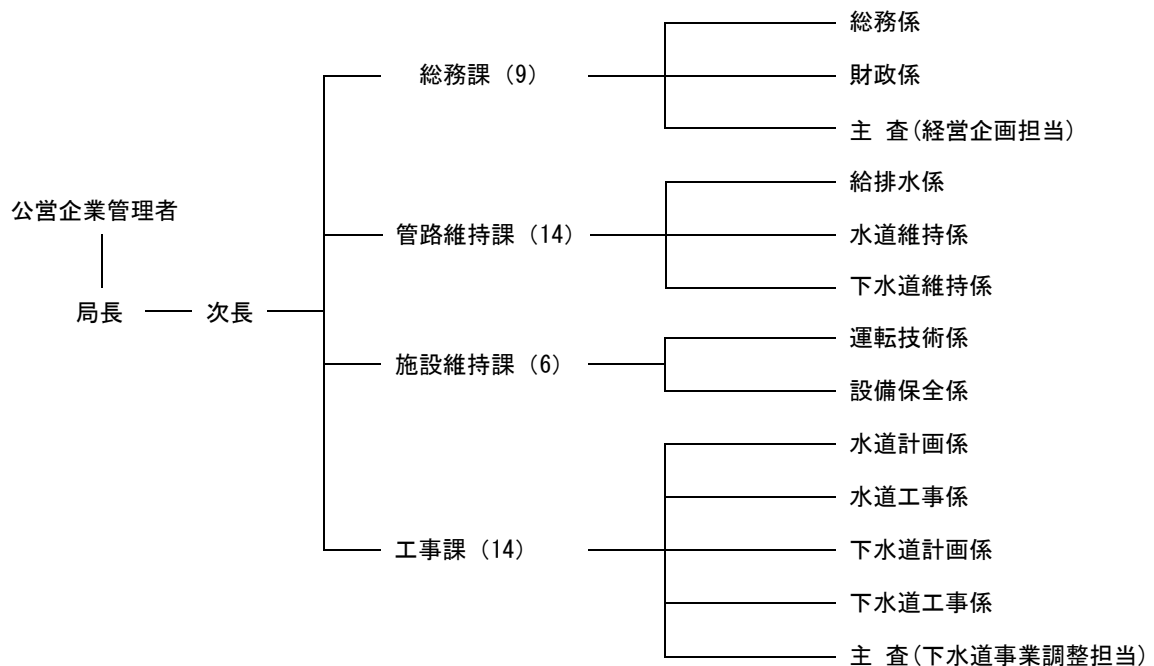 公営企業管理者
局長
次長
総務課 (9)
総務係
財政係
主 査(経営企画担当)
管路維持課 (14)
給排水係
水道維持係
下水道維持係
施設維持課 (6)
運転技術係
設備保全係
工事課 (14)
水道計画係
水道工事係
下水道計画係
下水道工事係
主 査(下水道事業調整担当)